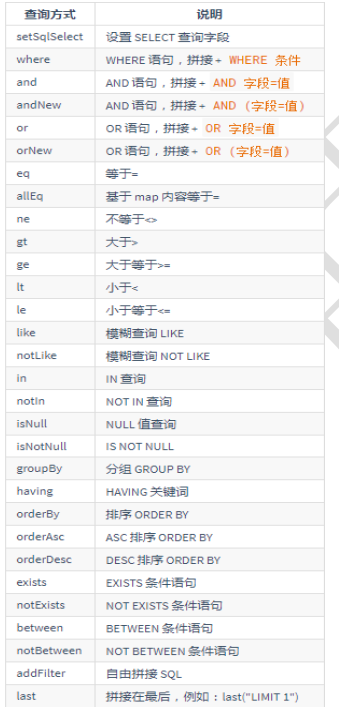 查询方式 说明
setSqlSelect 设置 SELECT 查询字段
where WHERE 语句，拼接 + WHERE 条件
and AND 语句，拼接 + AND 字段=值
andNew AND 语句，拼接 + AND (字段=值)
or OR 语句，拼接 + OR 字段=值
orNew OR 语句，拼接 + OR (字段=值)
eq 等于=
allEq 基于 map 内容等于=
ne 不等于<>
gt 大于>
ge 大于等于>=
lt 小于<
le 小于等于<=
like 模糊查询 LIKE
notLike 模糊查询 NOT LIKE
in IN 查询
notIn NOT IN 查询
isNull NULL 值查询
isNotNull IS NOT NULL
groupBy 分组 GROUP BY
having HAVING 关键词
orderBy 排序 ORDER BY
orderAsc ASC 排序 ORDER BY
orderDesc DESC 排序 ORDER BY
exists EXISTS 条件语句
notExists NOT EXISTS 条件语句
between BETWEEN 条件语句
notBetween NOT BETWEEN 条件语句
addFilter 自由拼接 SQL
last 拼接在最后，例如：last("LIMIT 1")